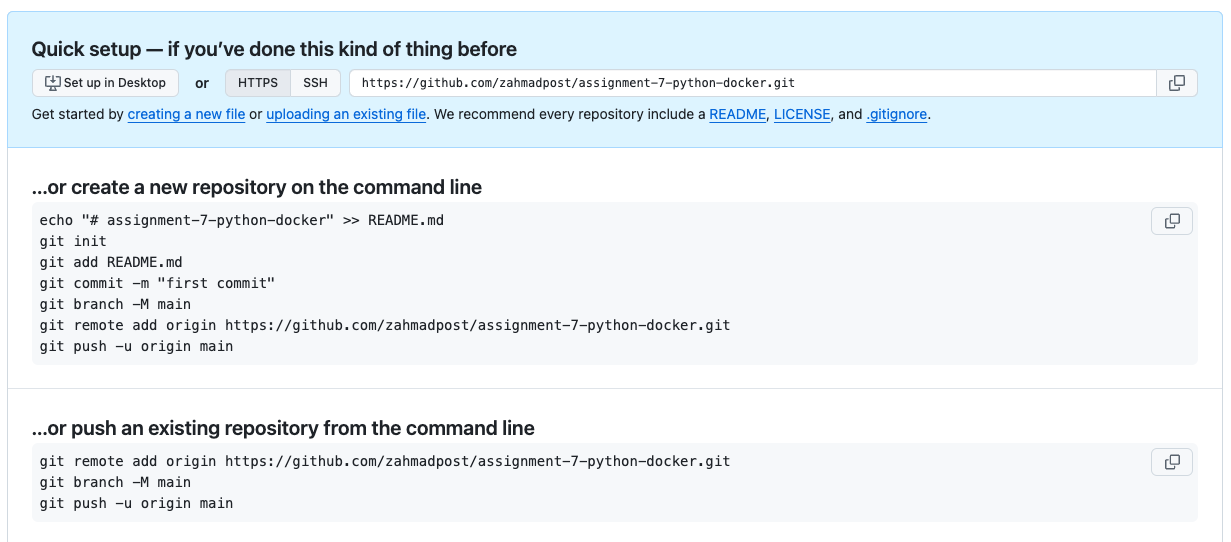 Quick setup — if you’ve done this kind of thing before
Set up in Desktop or HTTPS SSH https://github.com/zahmadpost/assignment-7-python-docker.git
Get started by creating a new file or uploading an existing file. We recommend every repository include a README, LICENSE, and .gitignore.
…or create a new repository on the command line
echo "# assignment-7-python-docker" >> README.md
git init
git add README.md
git commit -m "first commit"
git branch -M main
git remote add origin https://github.com/zahmadpost/assignment-7-python-docker.git
git push -u origin main
…or push an existing repository from the command line
git remote add origin https://github.com/zahmadpost/assignment-7-python-docker.git
git branch -M main
git push -u origin main